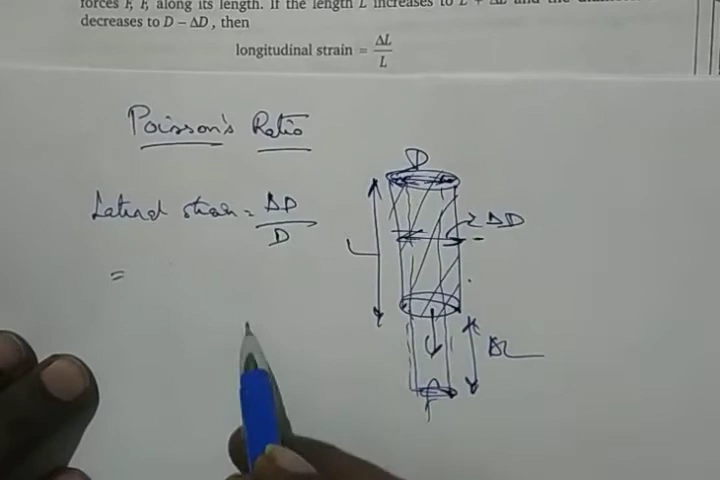 forces F, F, along its length. If the length L increases to L + ΔL and the
decreases to D – ΔD, then
longitudinal strain = ΔL/L
Poisson's Ratio
Lateral strain = ΔD/D
=
D
ΔD
L
ΔL
F